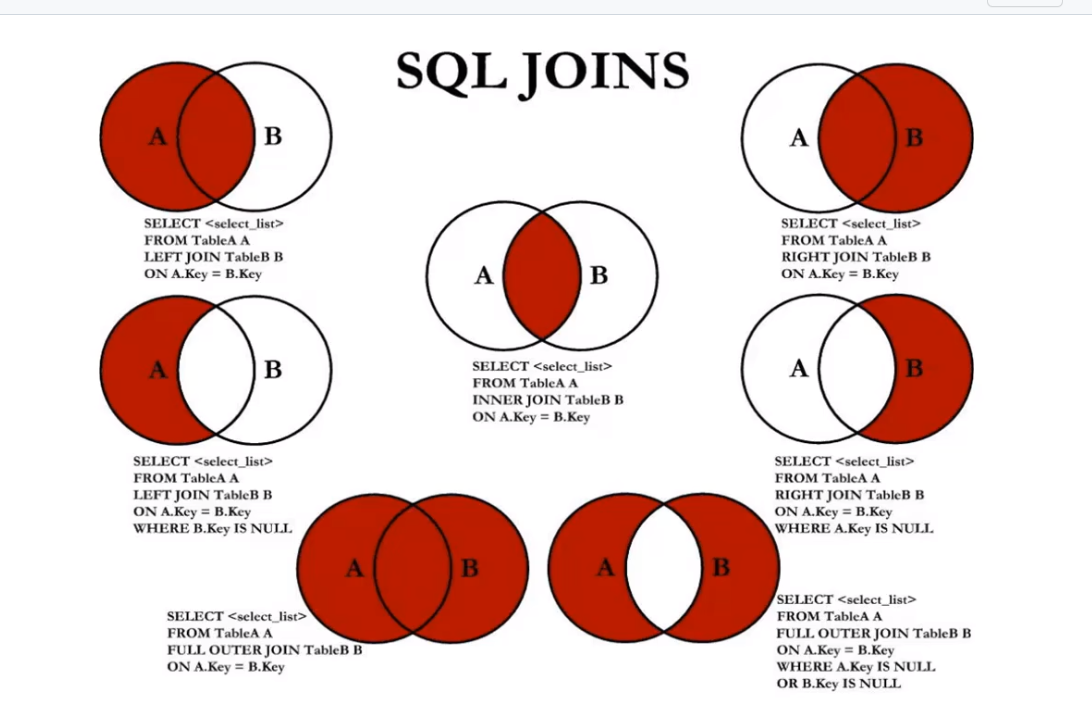 SQL JOINS
A B
SELECT <select_list>
FROM TableA A
LEFT JOIN TableB B
ON A.Key = B.Key
A B
SELECT <select_list>
FROM TableA A
RIGHT JOIN TableB B
ON A.Key = B.Key
A B
SELECT <select_list>
FROM TableA A
INNER JOIN TableB B
ON A.Key = B.Key
A B
SELECT <select_list>
FROM TableA A
LEFT JOIN TableB B
ON A.Key = B.Key
WHERE B.Key IS NULL
A B
SELECT <select_list>
FROM TableA A
RIGHT JOIN TableB B
ON A.Key = B.Key
WHERE A.Key IS NULL
A B
SELECT <select_list>
FROM TableA A
FULL OUTER JOIN TableB B
ON A.Key = B.Key
A B
SELECT <select_list>
FROM TableA A
FULL OUTER JOIN TableB B
ON A.Key = B.Key
WHERE A.Key IS NULL
OR B.Key IS NULL